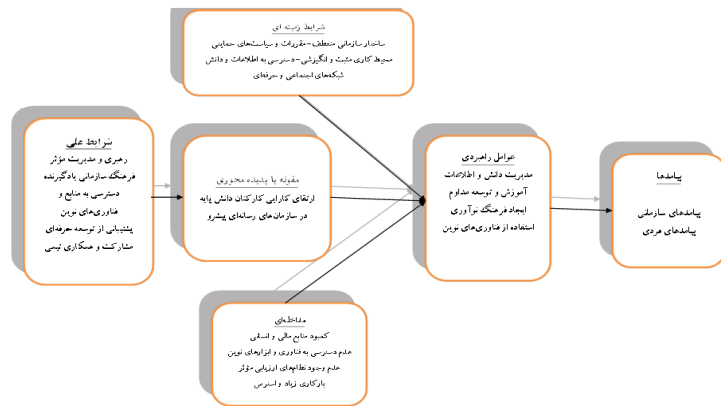 شرایط زمینه ای
ساختار سازمانی منعطف-مقررات و سیاست‌های حمایتی
محیط کاری مثبت و انگیزشی-دسترسی به اطلاعات و دانش
شبکه‌های اجتماعی و حرفه‌ای
شرایط علی
رهبری و مدیریت مؤثر
فرهنگ سازمانی یادگیرنده
دسترسی به منابع و
فناوری‌های نوین
پشتیبانی از توسعه حرفه‌ای
مشارکت و همکاری تیمی
مقوله یا پدیده محوری
ارتقای کارایی کارکنان دانش پایه
در سازمان‌های رسانه‌ای پیشرو
عوامل راهبردی
مدیریت دانش و اطلاعات
آموزش و توسعه مداوم
ایجاد فرهنگ نوآوری
استفاده از فناوری‌های نوین
پیامدها
پیامدهای سازمانی
پیامدهای فردی
مداخله‌ای
کمبود منابع مالی و انسانی
عدم دسترسی به فناوری و ابزارهای نوین
عدم وجود نظام‌های ارزیابی مؤثر
بارکاری زیاد و استرس